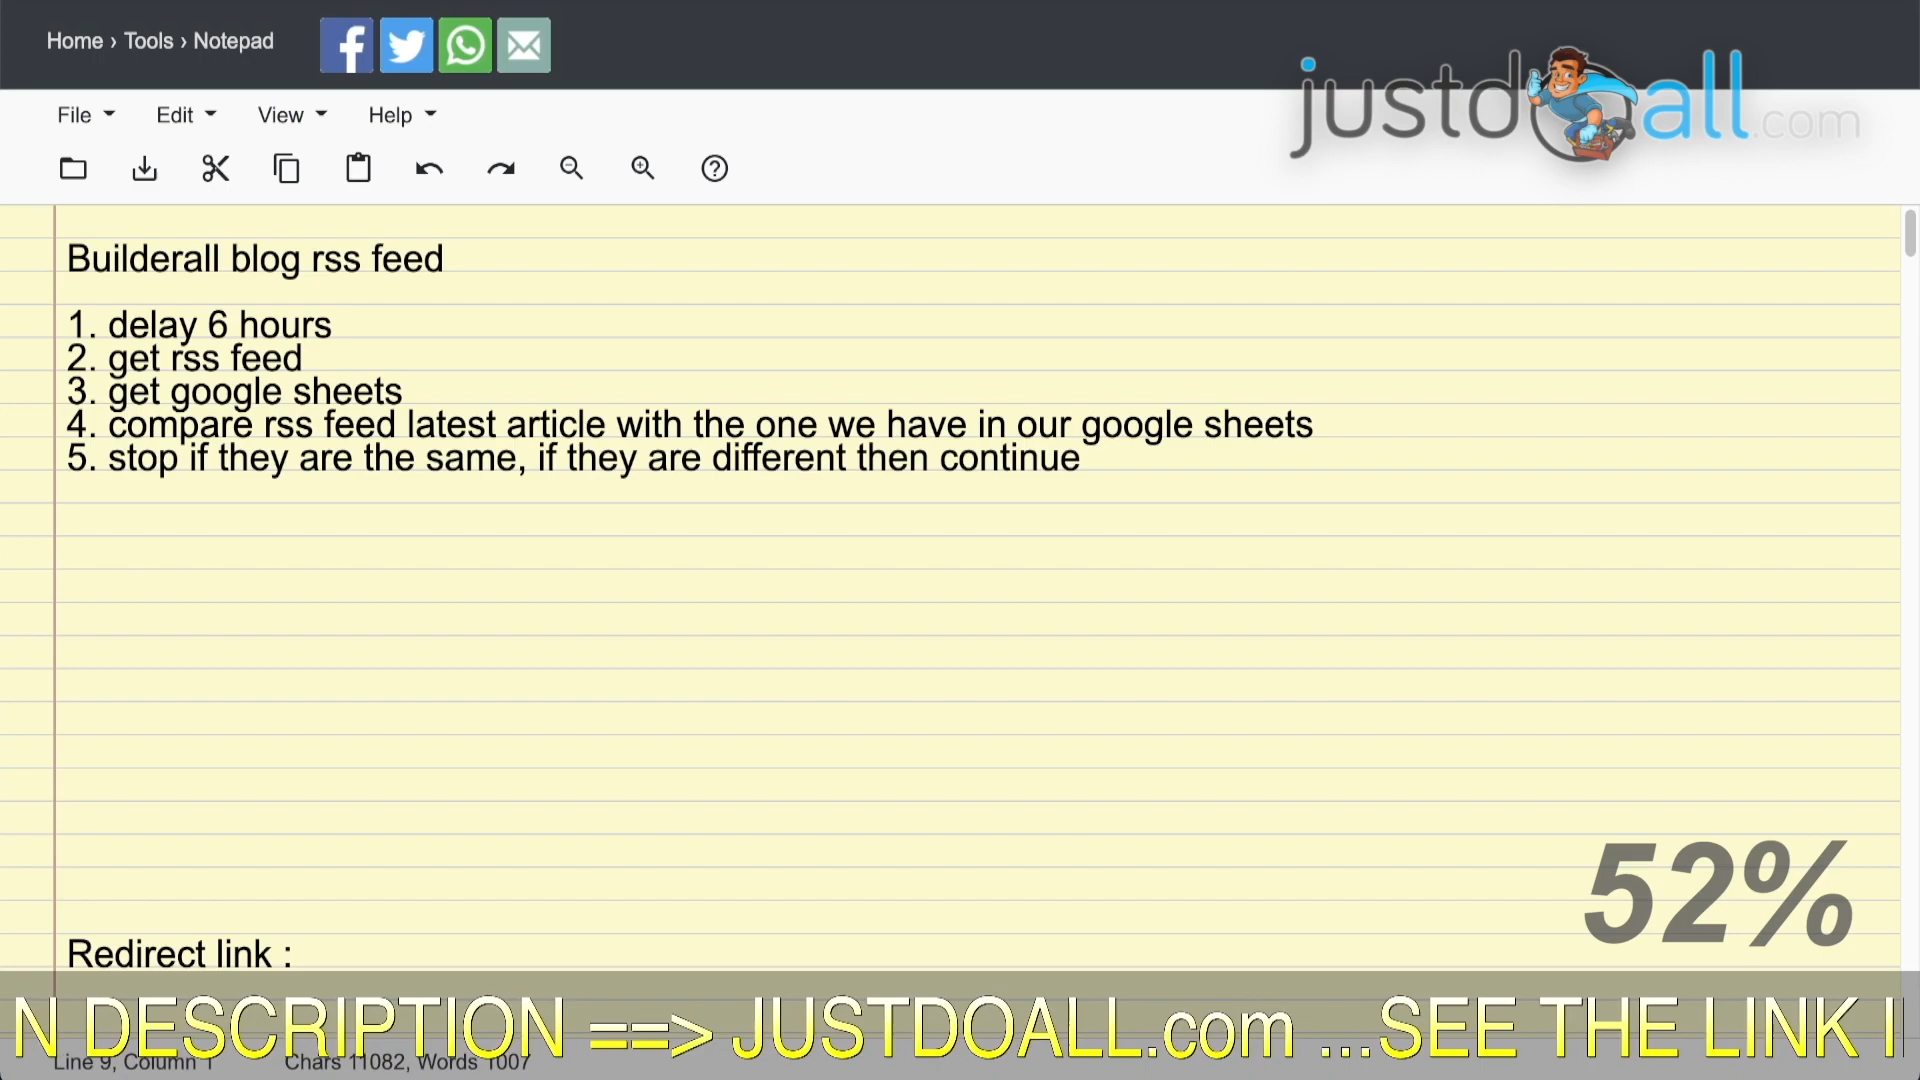 Home › Tools › Notepad
justdoall.com
File Edit View Help
Builderall blog rss feed
1. delay 6 hours
2. get rss feed
3. get google sheets
4. compare rss feed latest article with the one we have in our google sheets
5. stop if they are the same, if they are different then continue
52%
Redirect link :
N DESCRIPTION ==> JUSTDOALL.com ...SEE THE LINK I
Line 9, Column 1 Chars 11082, Words 1007